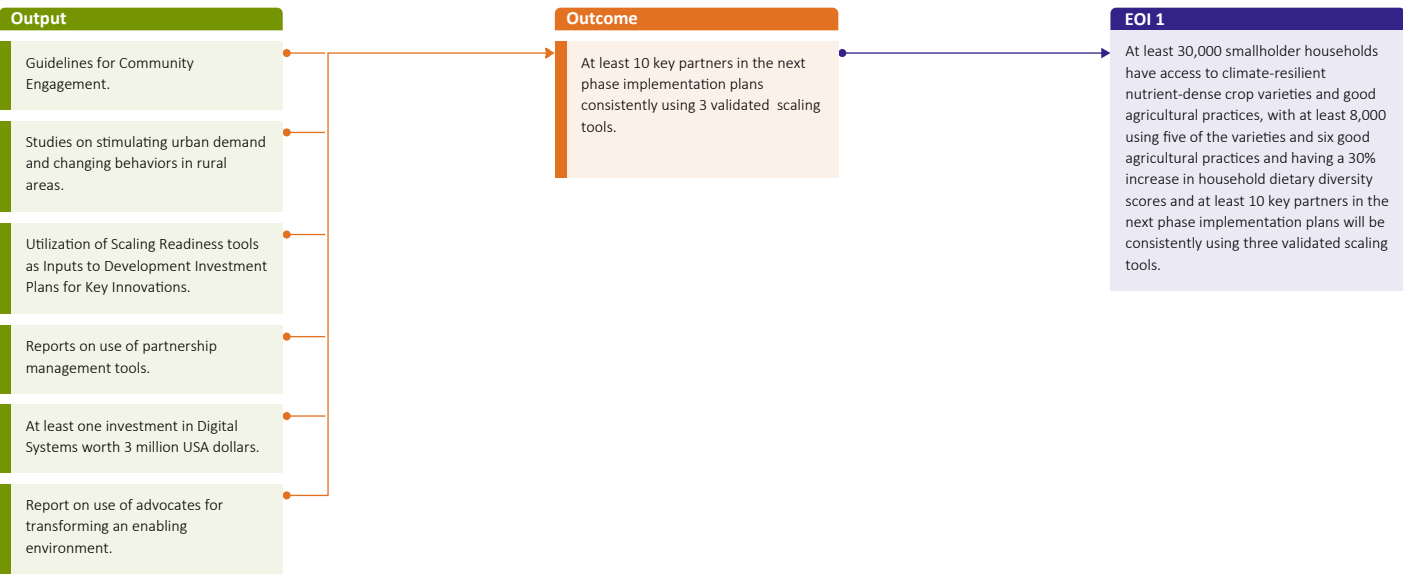 Output
Guidelines for Community
Engagement.
Studies on stimulating urban demand
and changing behaviors in rural
areas.
Utilization of Scaling Readiness tools
as Inputs to Development Investment
Plans for Key Innovations.
Reports on use of partnership
management tools.
At least one investment in Digital
Systems worth 3 million USA dollars.
Report on use of advocates for
transforming an enabling
environment.
Outcome
At least 10 key partners in the next
phase implementation plans
consistently using 3 validated  scaling
tools.
EOI 1
At least 30,000 smallholder households
have access to climate-resilient
nutrient-dense crop varieties and good
agricultural practices, with at least 8,000
using five of the varieties and six good
agricultural practices and having a 30%
increase in household dietary diversity
scores and at least 10 key partners in the
next phase implementation plans will be
consistently using three validated scaling
tools.